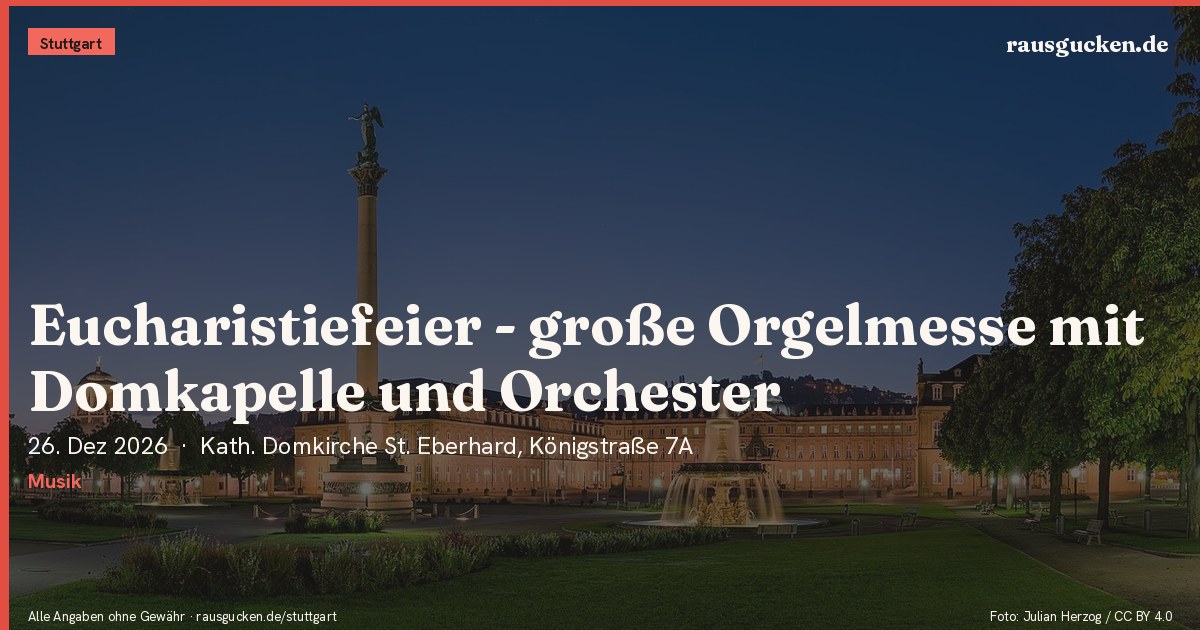 Stuttgart
rausgucken.de
Eucharistiefeier - große Orgelmesse mit
Domkapelle und Orchester
26. Dez 2026 · Kath. Domkirche St. Eberhard, Königstraße 7A
Musik
Alle Angaben ohne Gewähr · rausgucken.de/stuttgart
Foto: Julian Herzog / CC BY 4.0